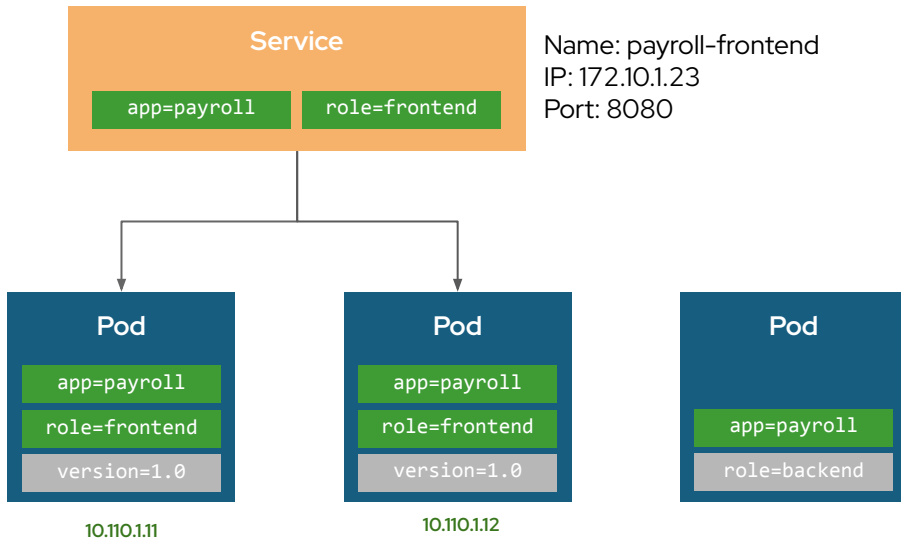 Service
app=payroll
role=frontend
Name: payroll-frontend
IP: 172.10.1.23
Port: 8080
Pod
app=payroll
role=frontend
version=1.0
10.110.1.11
Pod
app=payroll
role=frontend
version=1.0
10.110.1.12
Pod
app=payroll
role=backend